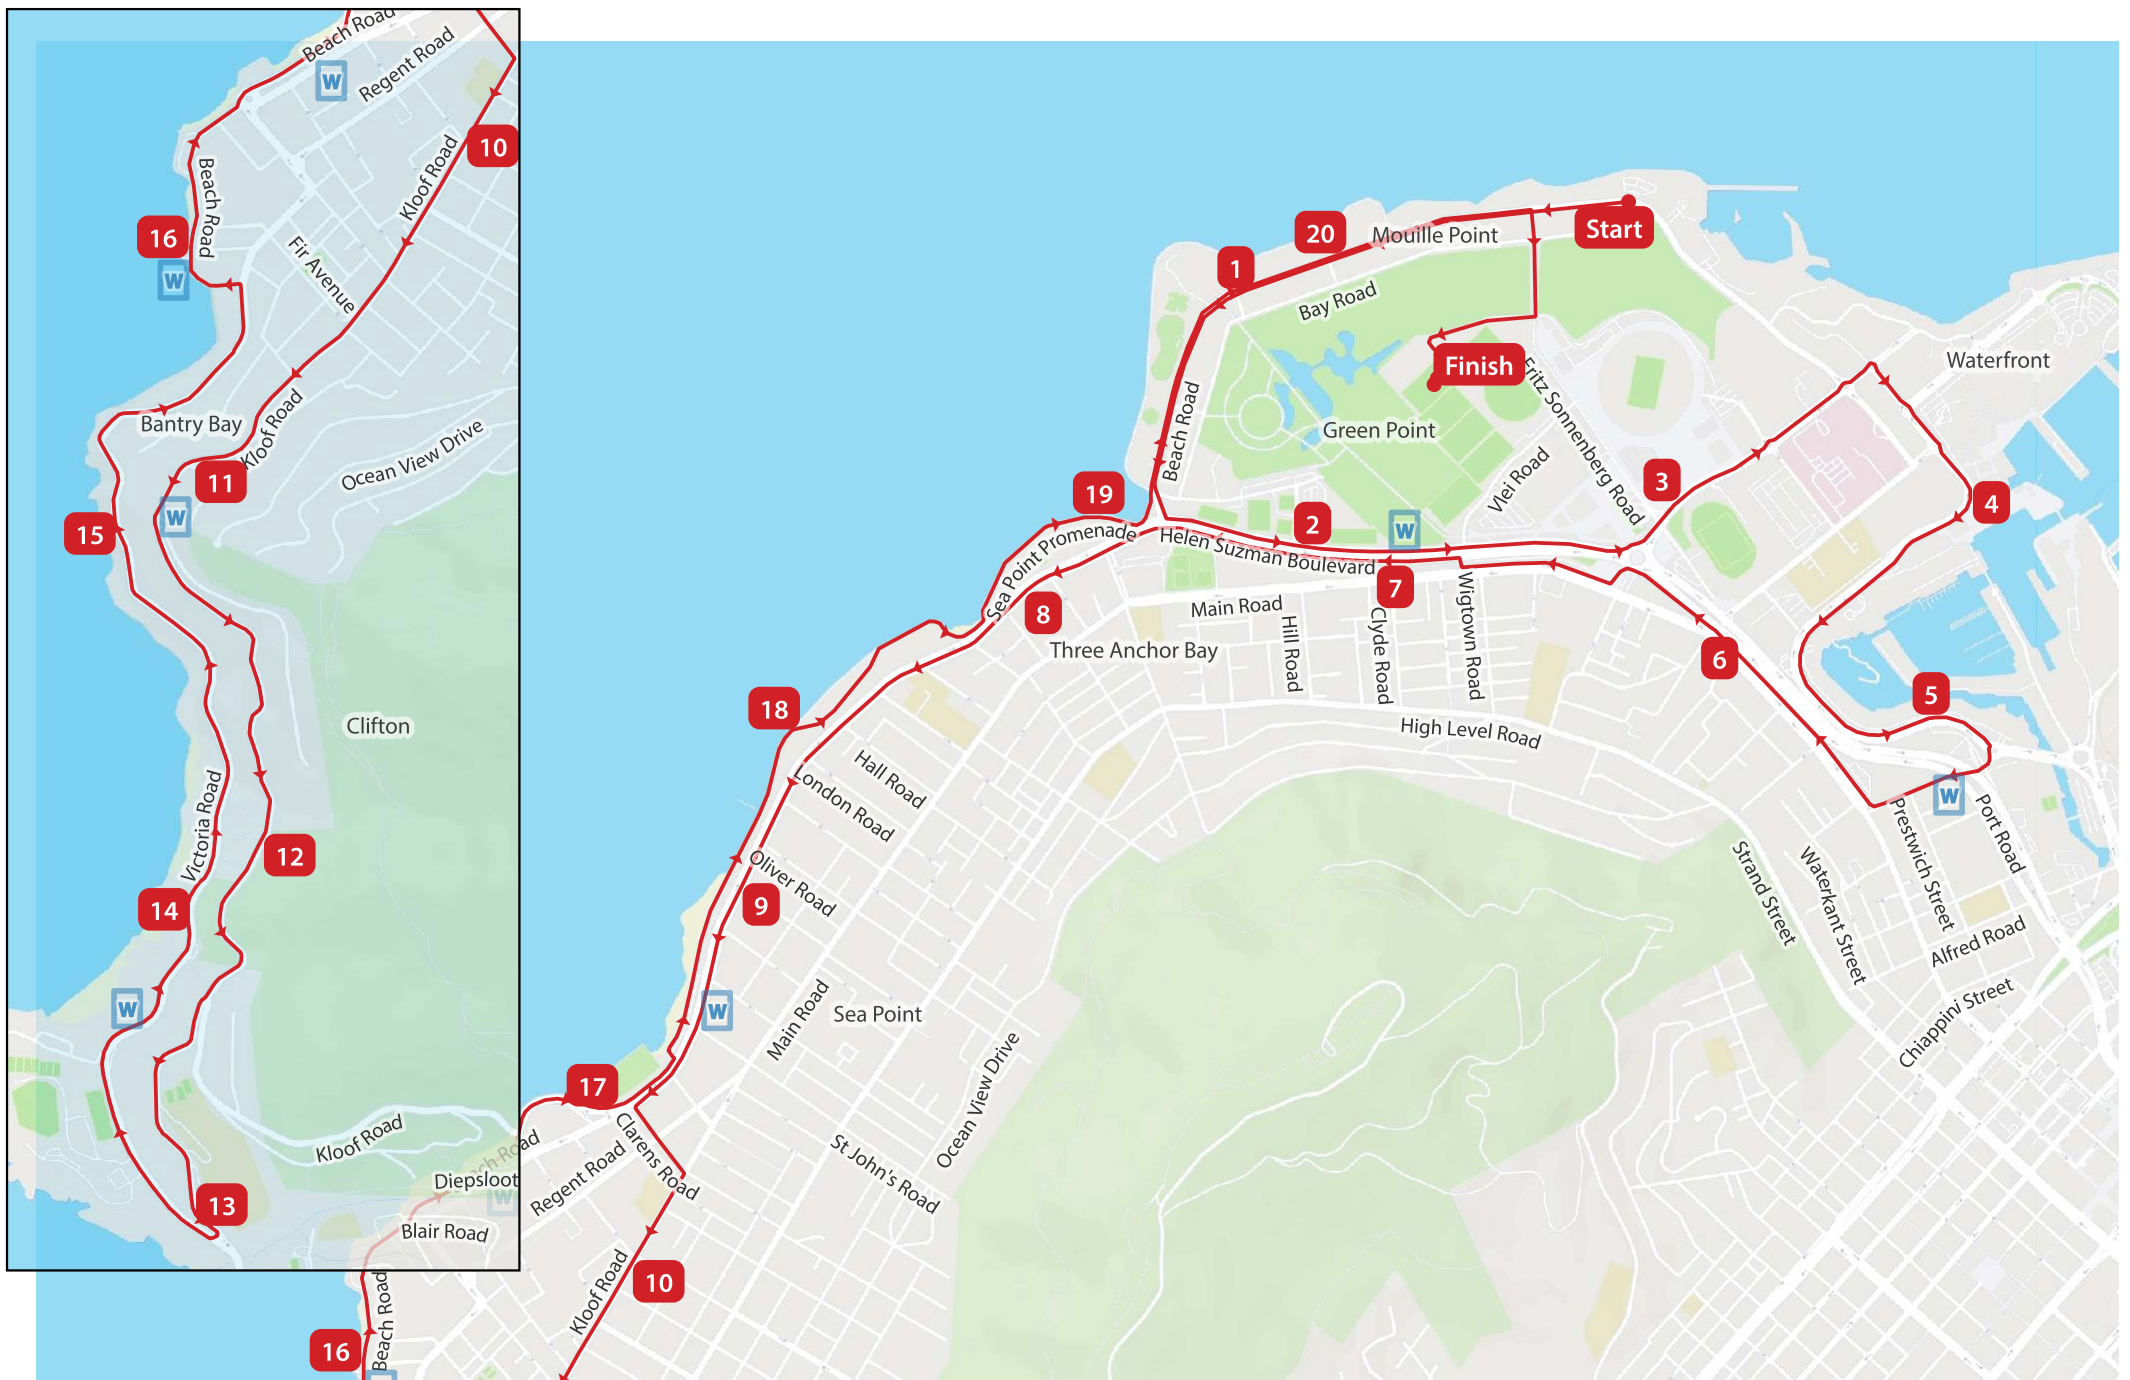 Beach Road
Regent Road
W
10
Kloof Road
Beach Road
16
W
Fir Avenue
Bantry Bay
Kloof Road
Ocean View Drive
11
W
15
Clifton
Victoria Road
12
14
W
Kloof Road
13
Diepsloot
Blair Road
Beach Road
W
Start
20
Mouille Point
1
Bay Road
Waterfront
Finish
Fritz Sonnenberg Road
Beach Road
Green Point
Vlei Road
3
19
4
2
W
Sea Point Promenade
Helen Suzman Boulevard
7
8
Main Road
Wigtown Road
Clyde Road
Hill Road
Three Anchor Bay
6
5
18
High Level Road
Hall Road
London Road
W
Port Road
Prestwich Street
Oliver Road
9
Strand Street
Waterkant Street
Alfred Road
Main Road
W
Sea Point
Chiappini Street
Ocean View Drive
17
Clarens Road
Regent Road
St John's Road
Kloof Road
10
Beach Road
16